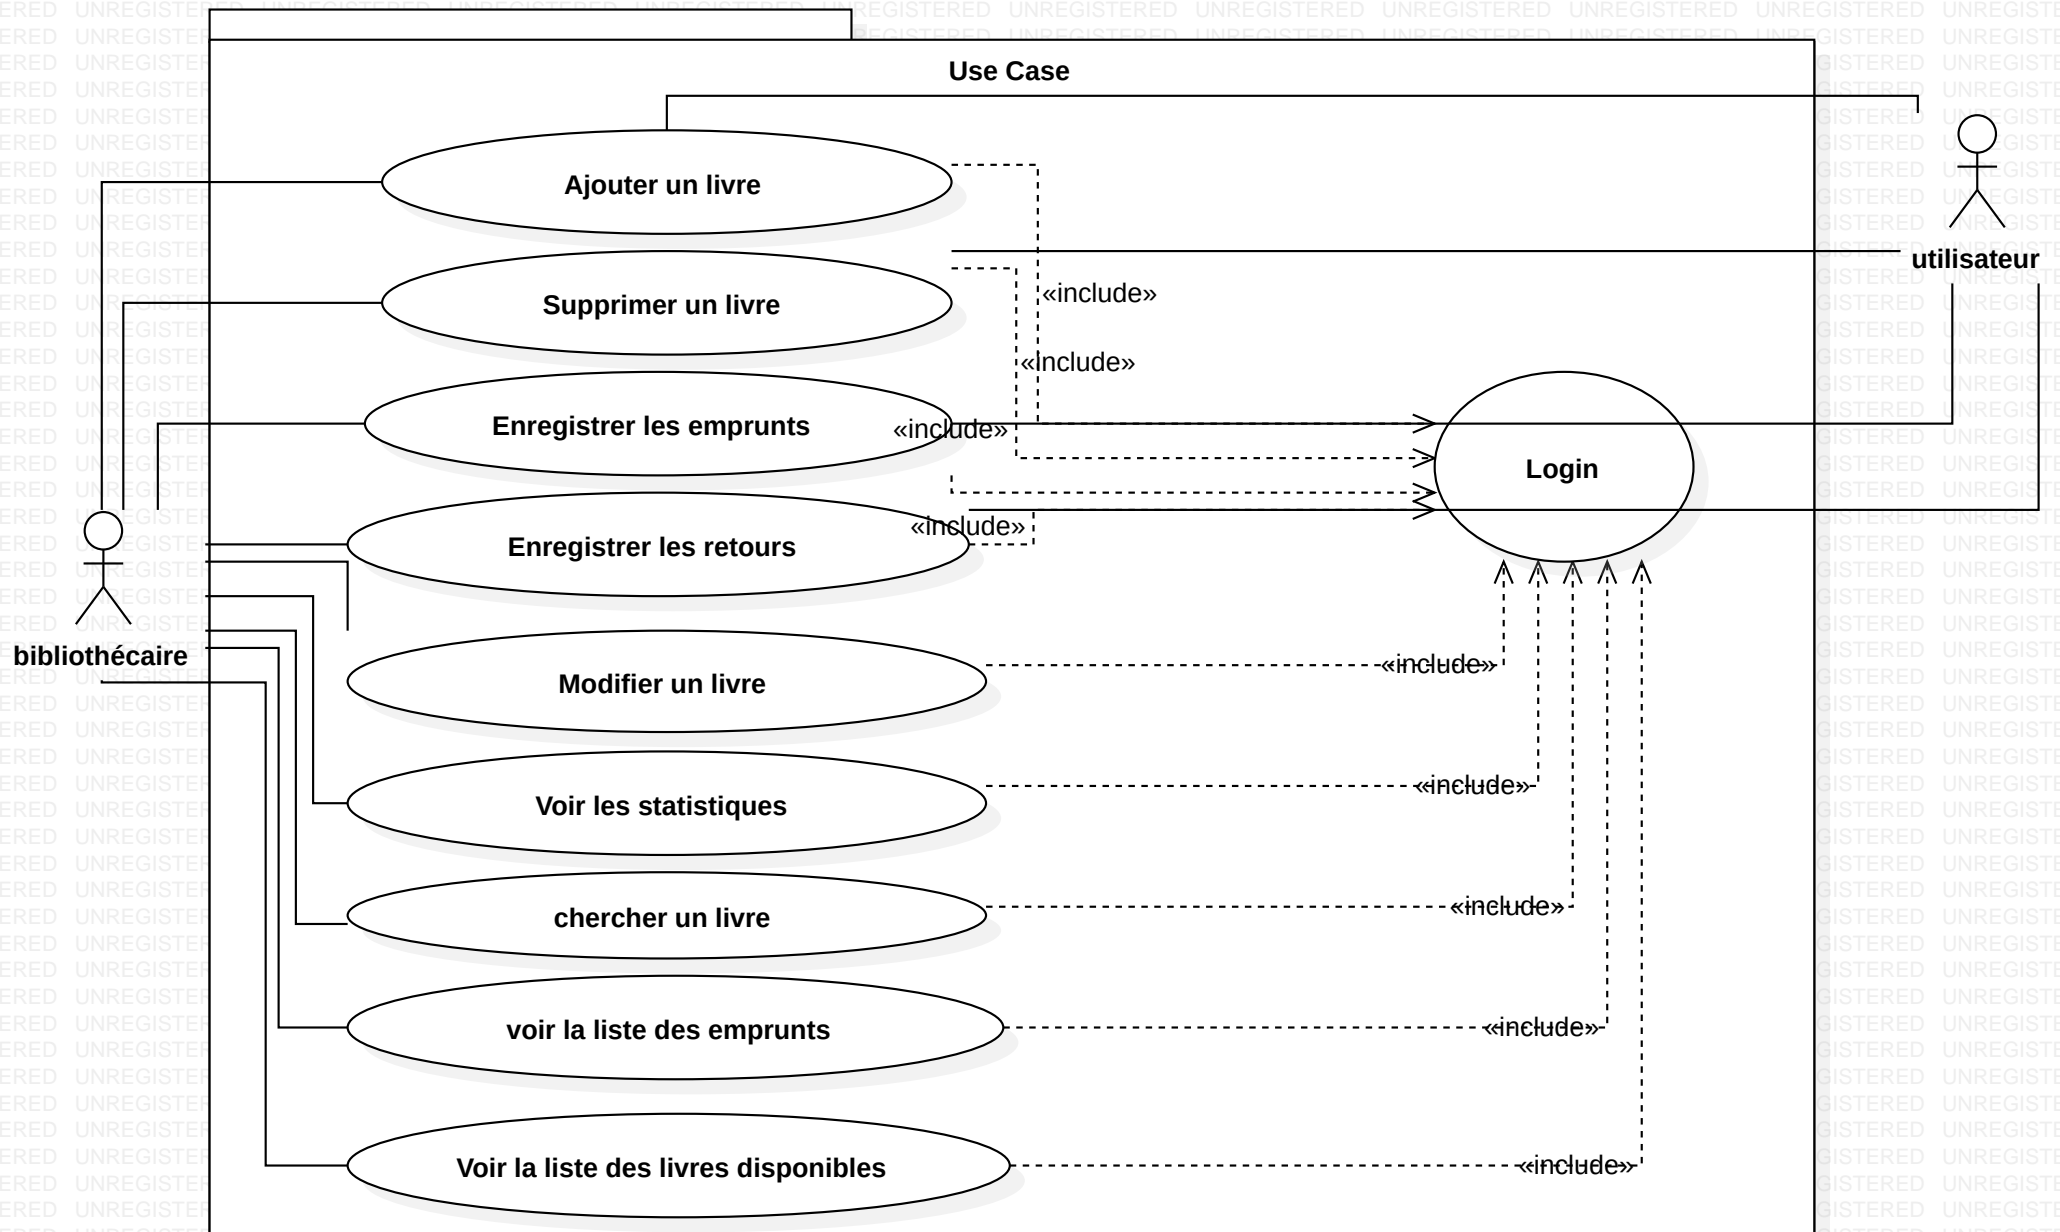 Use Case
Ajouter un livre
utilisateur
«include»
Supprimer un livre
«include»
Enregistrer les emprunts
«include»
Login
«include»
Enregistrer les retours
bibliothécaire
«include»
Modifier un livre
«include»
Voir les statistiques
«include»
chercher un livre
«include»
voir la liste des emprunts
«include»
Voir la liste des livres disponibles